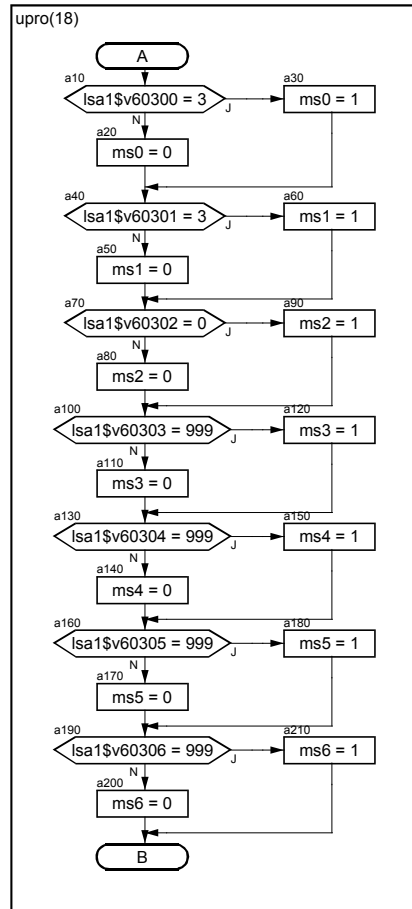 upro(18)
A
a10
lsa1$v60300 = 3
J
N
a30
ms0 = 1
a20
ms0 = 0
a40
lsa1$v60301 = 3
J
N
a60
ms1 = 1
a50
ms1 = 0
a70
lsa1$v60302 = 0
J
N
a90
ms2 = 1
a80
ms2 = 0
a100
lsa1$v60303 = 999
J
N
a120
ms3 = 1
a110
ms3 = 0
a130
lsa1$v60304 = 999
J
N
a150
ms4 = 1
a140
ms4 = 0
a160
lsa1$v60305 = 999
J
N
a180
ms5 = 1
a170
ms5 = 0
a190
lsa1$v60306 = 999
J
N
a210
ms6 = 1
a200
ms6 = 0
B